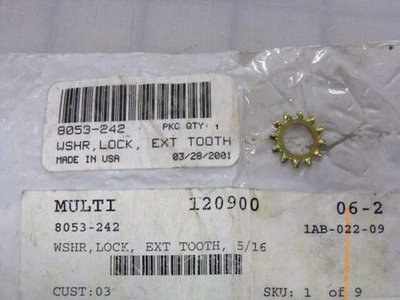 8053-242 PKG QTY: 1
WSHR,LOCK, EXT TOOTH
MADE IN USA 03/28/2001
MULTI 120900 06-2
8053-242 1AB-022-09
WSHR,LOCK, EXT TOOTH, 5/16
CUST:03 SKU: 1 of 9